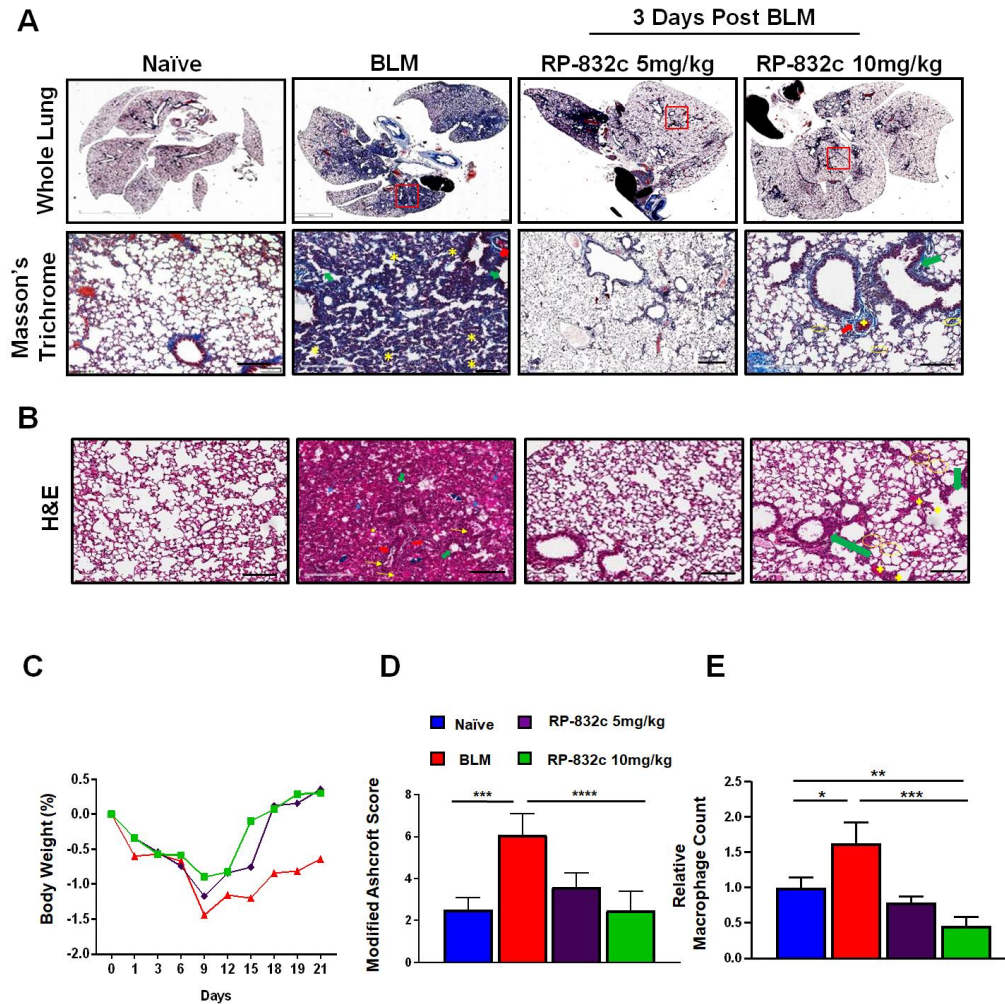 A
3 Days Post BLM
Naïve
BLM
RP-832c 5mg/kg
RP-832c 10mg/kg
Whole Lung
Masson's
Trichrome
B
H&E
C
Body Weight (%)
0.5
0.0
-0.5
-1.0
-1.5
-2.0
0 1 3 6 9 12 15 18 19 21
Days
D
Naïve
RP-832c 5mg/kg
BLM
RP-832c 10mg/kg
Modified Ashcroft Score
8
6
4
2
0
***
****
E
Relative
Macrophage Count
2.5
2.0
1.5
1.0
0.5
0.0
**
*
***